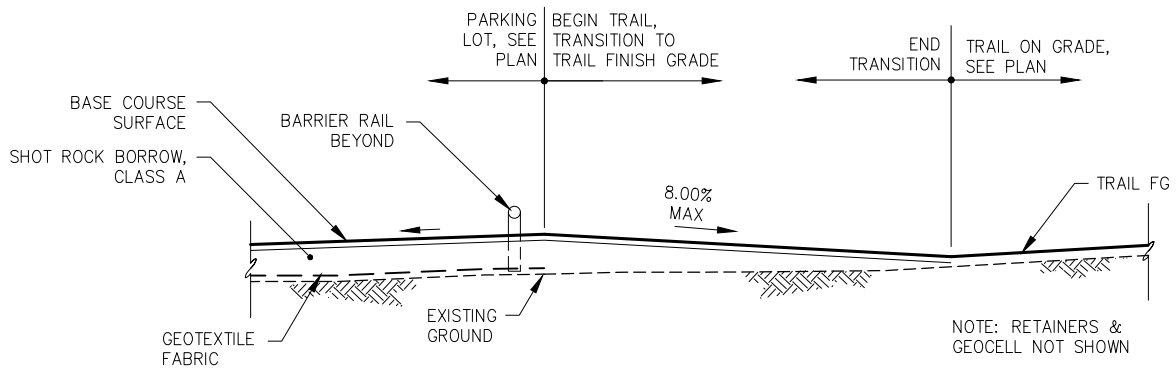 PARKING
LOT, SEE
PLAN
BEGIN TRAIL,
TRANSITION TO
TRAIL FINISH GRADE
END
TRANSITION
TRAIL ON GRADE,
SEE PLAN
BASE COURSE
SURFACE
BARRIER RAIL
BEYOND
SHOT ROCK BORROW,
CLASS A
8.00%
MAX
TRAIL FG
GEOTEXTILE
FABRIC
EXISTING
GROUND
NOTE: RETAINERS &
GEOCELL NOT SHOWN